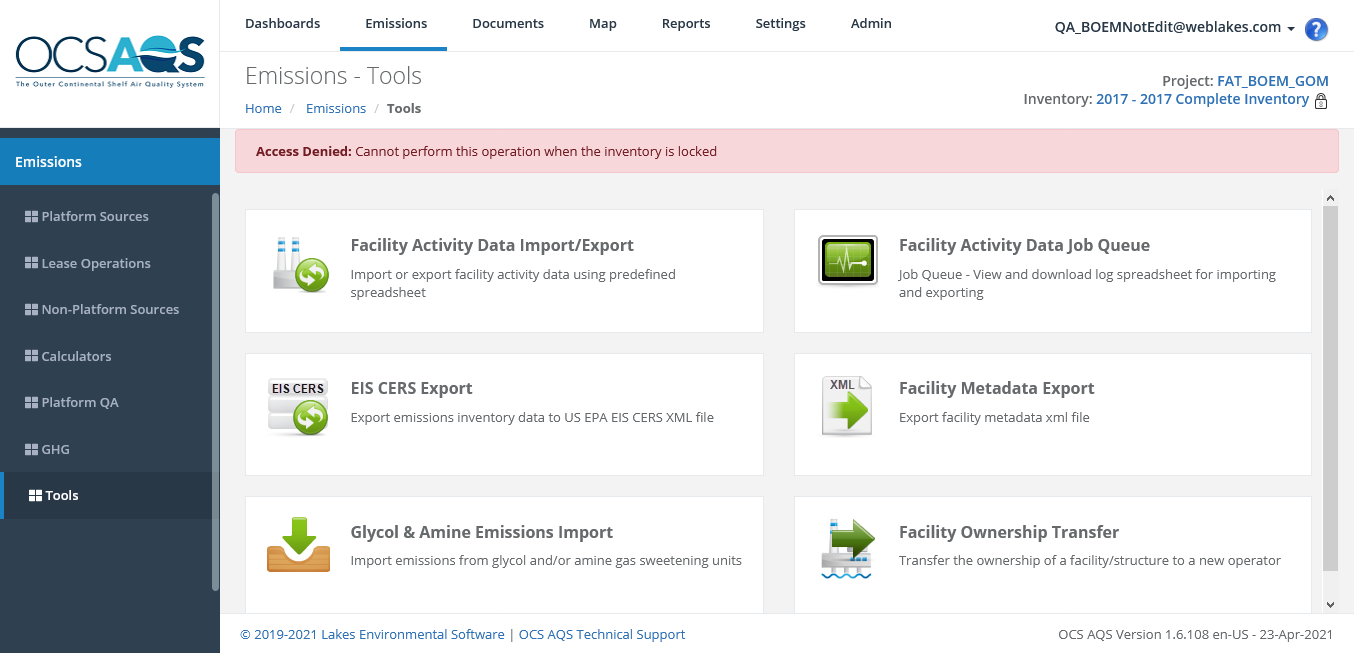 OCSAQS
The Outer Continental Shelf Air Quality System
Dashboards Emissions Documents Map Reports Settings Admin
QA_BOEMNotEdit@weblakes.com
?
Emissions - Tools
Home / Emissions / Tools
Project: FAT_BOEM_GOM
Inventory: 2017 - 2017 Complete Inventory
Access Denied: Cannot perform this operation when the inventory is locked
Emissions
Platform Sources
Lease Operations
Non-Platform Sources
Calculators
Platform QA
GHG
Tools
Facility Activity Data Import/Export
Import or export facility activity data using predefined
spreadsheet
Facility Activity Data Job Queue
Job Queue - View and download log spreadsheet for importing
and exporting
EIS CERS
EIS CERS Export
Export emissions inventory data to US EPA EIS CERS XML file
XML
Facility Metadata Export
Export facility metadata xml file
Glycol & Amine Emissions Import
Import emissions from glycol and/or amine gas sweetening units
Facility Ownership Transfer
Transfer the ownership of a facility/structure to a new operator
© 2019-2021 Lakes Environmental Software | OCS AQS Technical Support
OCS AQS Version 1.6.108 en-US - 23-Apr-2021